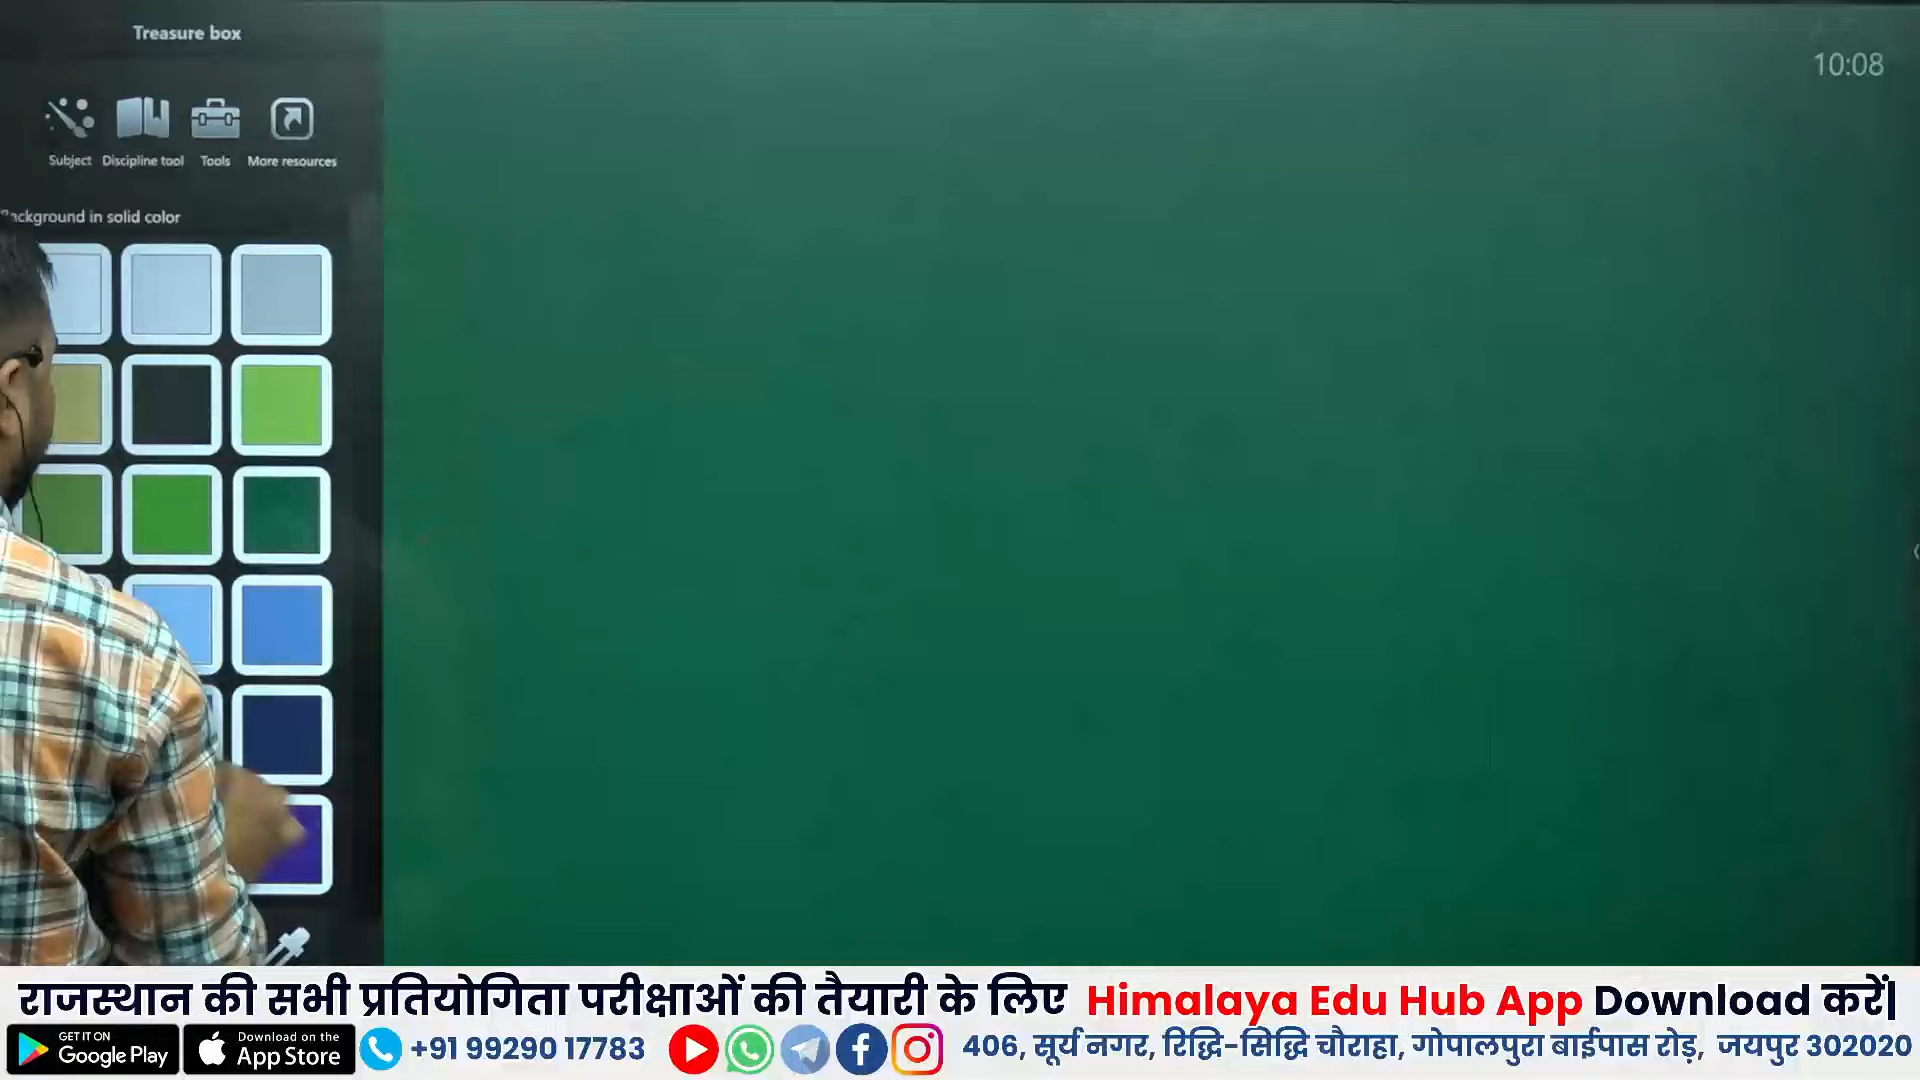 Treasure box
10:08
Subject Discipline tool Tools More resources
Background in solid color
राजस्थान की सभी प्रतियोगिता परीक्षाओं की तैयारी के लिए Himalaya Edu Hub App Download करें|
GET IT ON Google Play
Download on the App Store
+91 99290 17783
406, सूर्य नगर, रिद्धि-सिद्धि चौराहा, गोपालपुरा बाईपास रोड़, जयपुर 302020